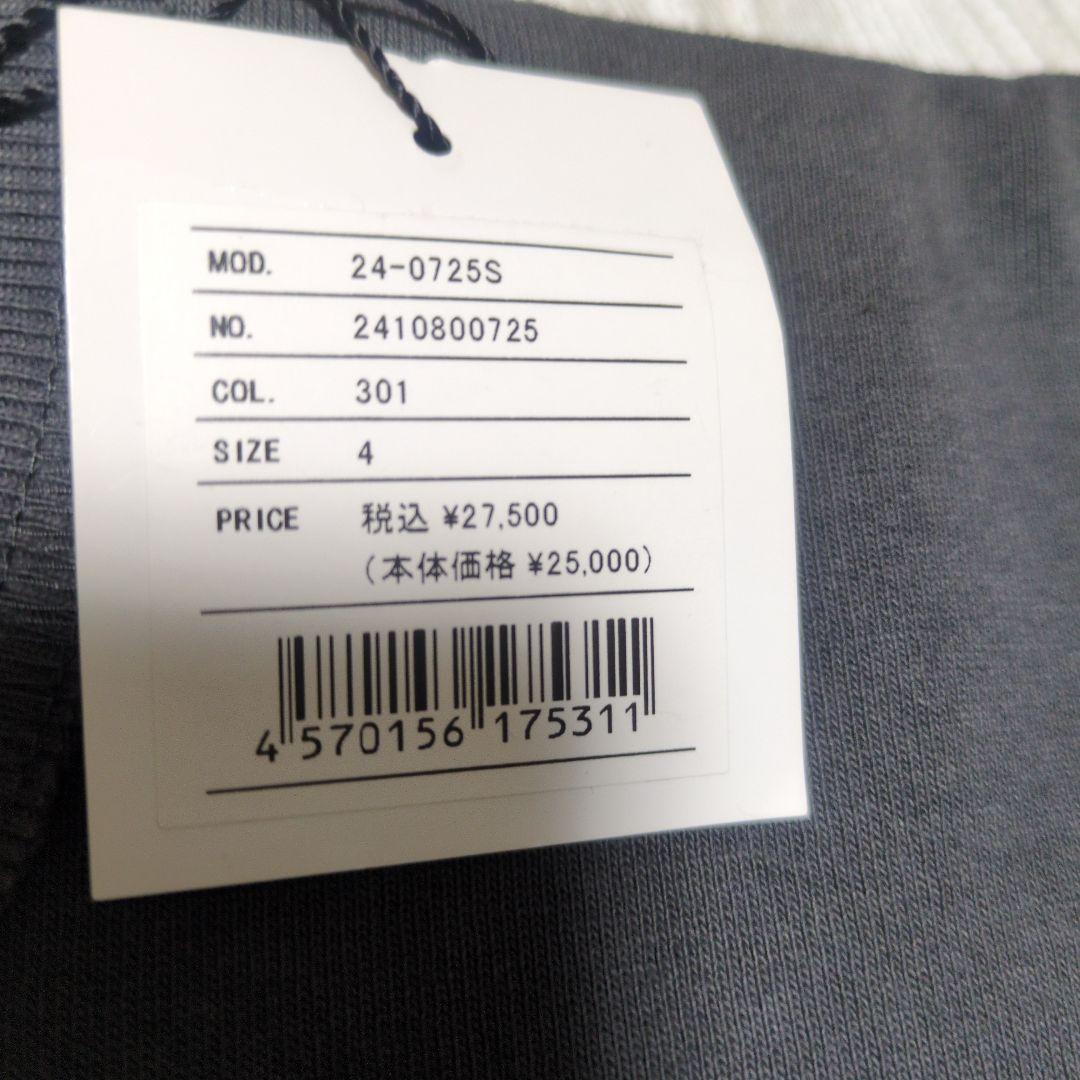 MOD. 24-0725S
NO. 2410800725
COL. 301
SIZE 4
PRICE 税込 ¥27,500
(本体価格 ¥25,000)
4 570156 175311